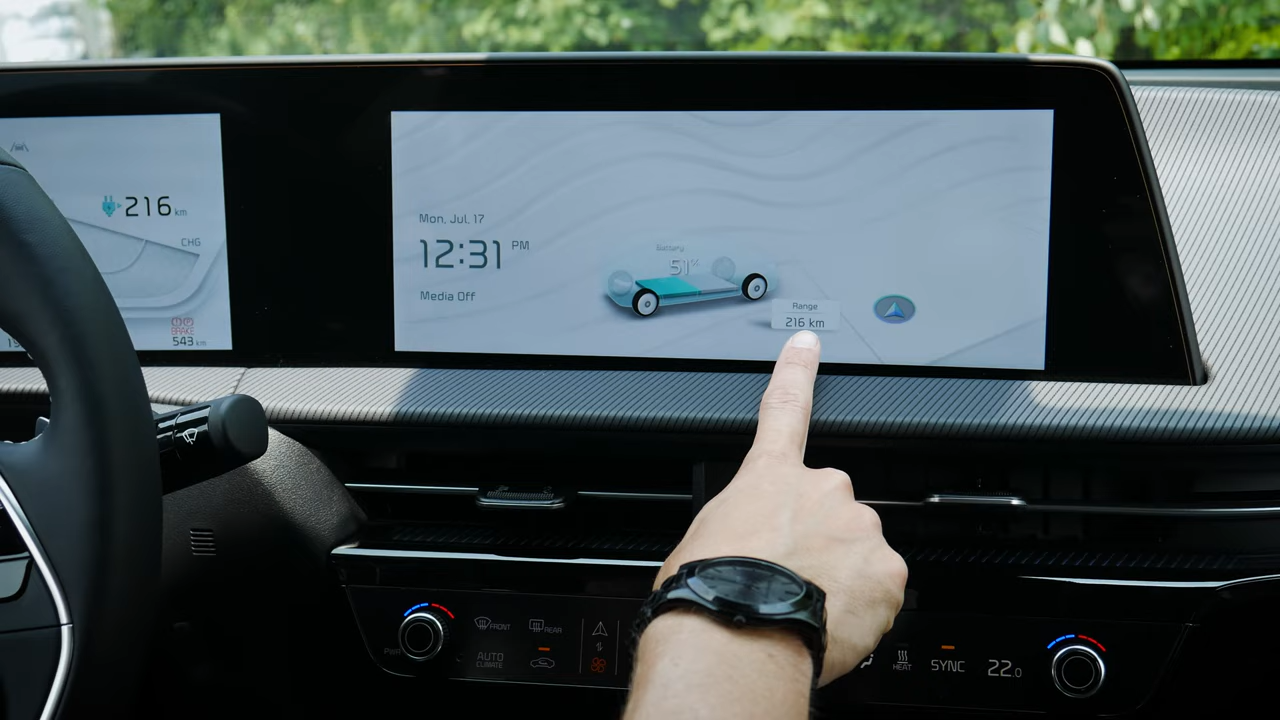 216 km
CHG
BRAKE
543 km
Mon, Jul, 17
12:31 PM
Media Off
Battery
51%
Range
216 km
PWR
FRONT
REAR
AUTO
CLIMATE
HEAT
SYNC
22.0